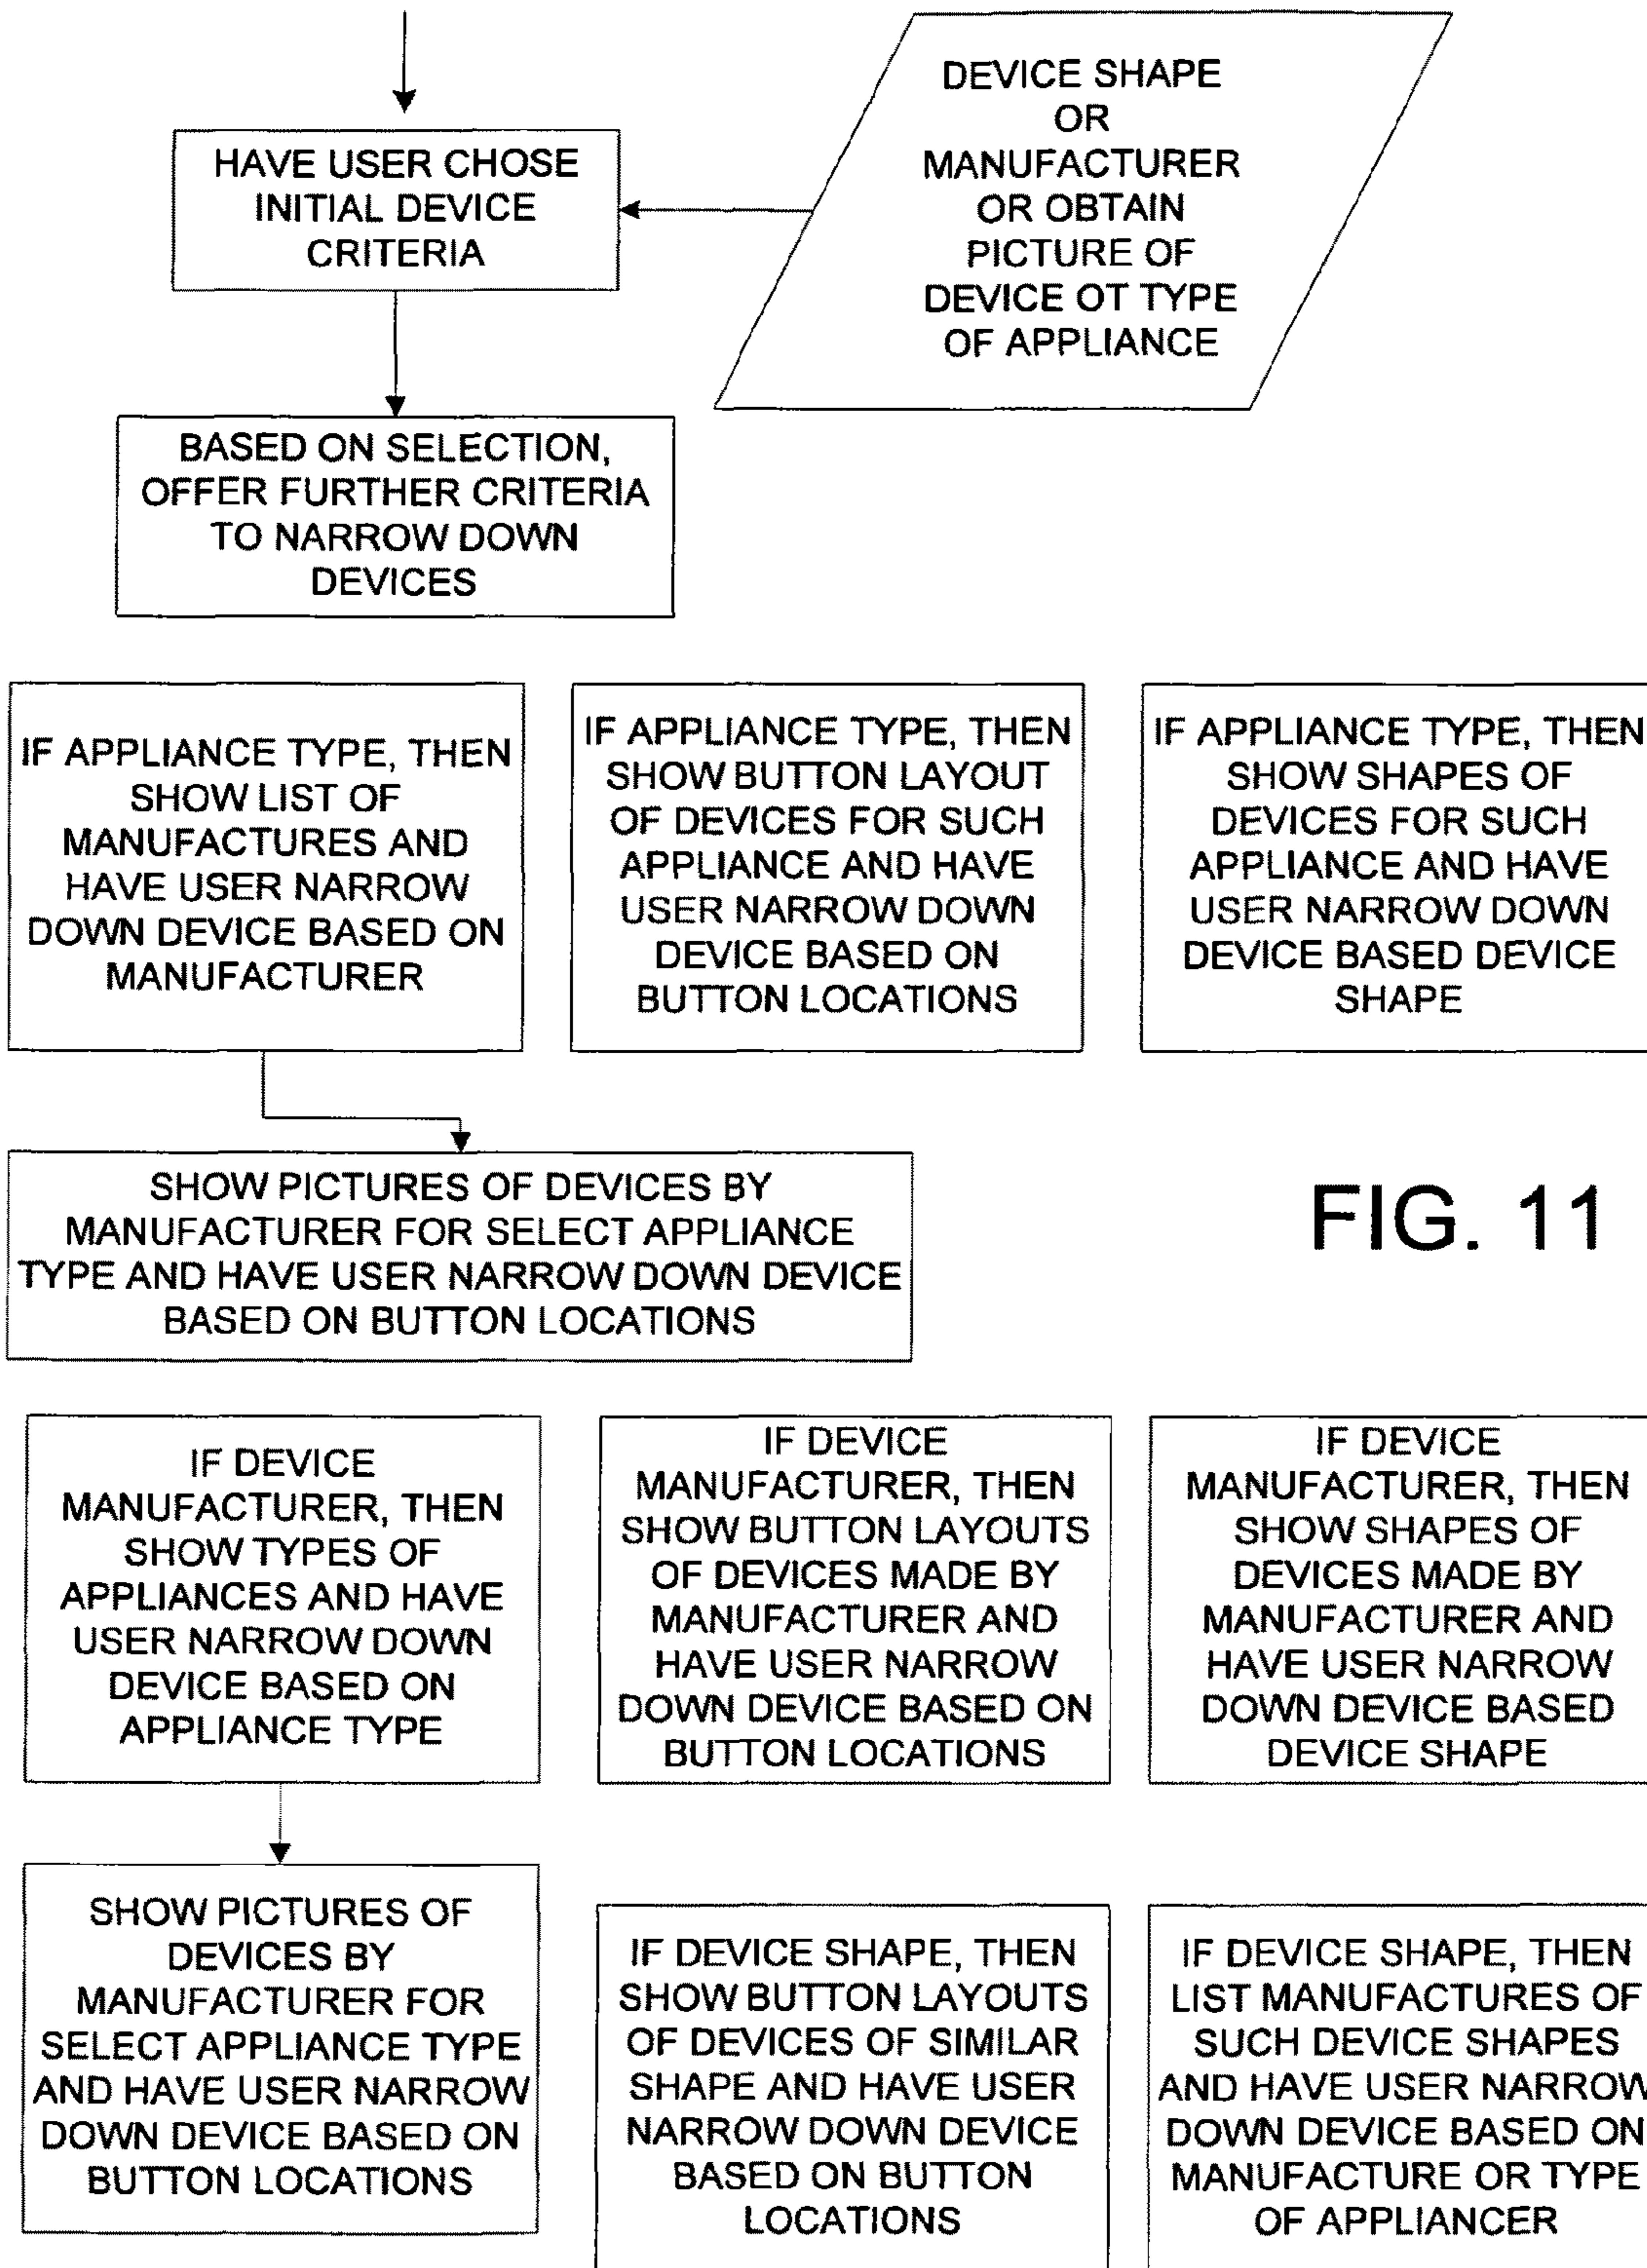 HAVE USER CHOSE
INITIAL DEVICE
CRITERIA
DEVICE SHAPE
OR
MANUFACTURER
OR OBTAIN
PICTURE OF
DEVICE OT TYPE
OF APPLIANCE
BASED ON SELECTION,
OFFER FURTHER CRITERIA
TO NARROW DOWN
DEVICES
IF APPLIANCE TYPE, THEN
SHOW LIST OF
MANUFACTURES AND
HAVE USER NARROW
DOWN DEVICE BASED ON
MANUFACTURER
IF APPLIANCE TYPE, THEN
SHOW BUTTON LAYOUT
OF DEVICES FOR SUCH
APPLIANCE AND HAVE
USER NARROW DOWN
DEVICE BASED ON
BUTTON LOCATIONS
IF APPLIANCE TYPE, THEN
SHOW SHAPES OF
DEVICES FOR SUCH
APPLIANCE AND HAVE
USER NARROW DOWN
DEVICE BASED DEVICE
SHAPE
SHOW PICTURES OF DEVICES BY
MANUFACTURER FOR SELECT APPLIANCE
TYPE AND HAVE USER NARROW DOWN DEVICE
BASED ON BUTTON LOCATIONS
FIG. 11
IF DEVICE
MANUFACTURER, THEN
SHOW TYPES OF
APPLIANCES AND HAVE
USER NARROW DOWN
DEVICE BASED ON
APPLIANCE TYPE
IF DEVICE
MANUFACTURER, THEN
SHOW BUTTON LAYOUTS
OF DEVICES MADE BY
MANUFACTURER AND
HAVE USER NARROW
DOWN DEVICE BASED ON
BUTTON LOCATIONS
IF DEVICE
MANUFACTURER, THEN
SHOW SHAPES OF
DEVICES MADE BY
MANUFACTURER AND
HAVE USER NARROW
DOWN DEVICE BASED
DEVICE SHAPE
SHOW PICTURES OF
DEVICES BY
MANUFACTURER FOR
SELECT APPLIANCE TYPE
AND HAVE USER NARROW
DOWN DEVICE BASED ON
BUTTON LOCATIONS
IF DEVICE SHAPE, THEN
SHOW BUTTON LAYOUTS
OF DEVICES OF SIMILAR
SHAPE AND HAVE USER
NARROW DOWN DEVICE
BASED ON BUTTON
LOCATIONS
IF DEVICE SHAPE, THEN
LIST MANUFACTURES OF
SUCH DEVICE SHAPES
AND HAVE USER NARROW
DOWN DEVICE BASED ON
MANUFACTURE OR TYPE
OF APPLIANCER